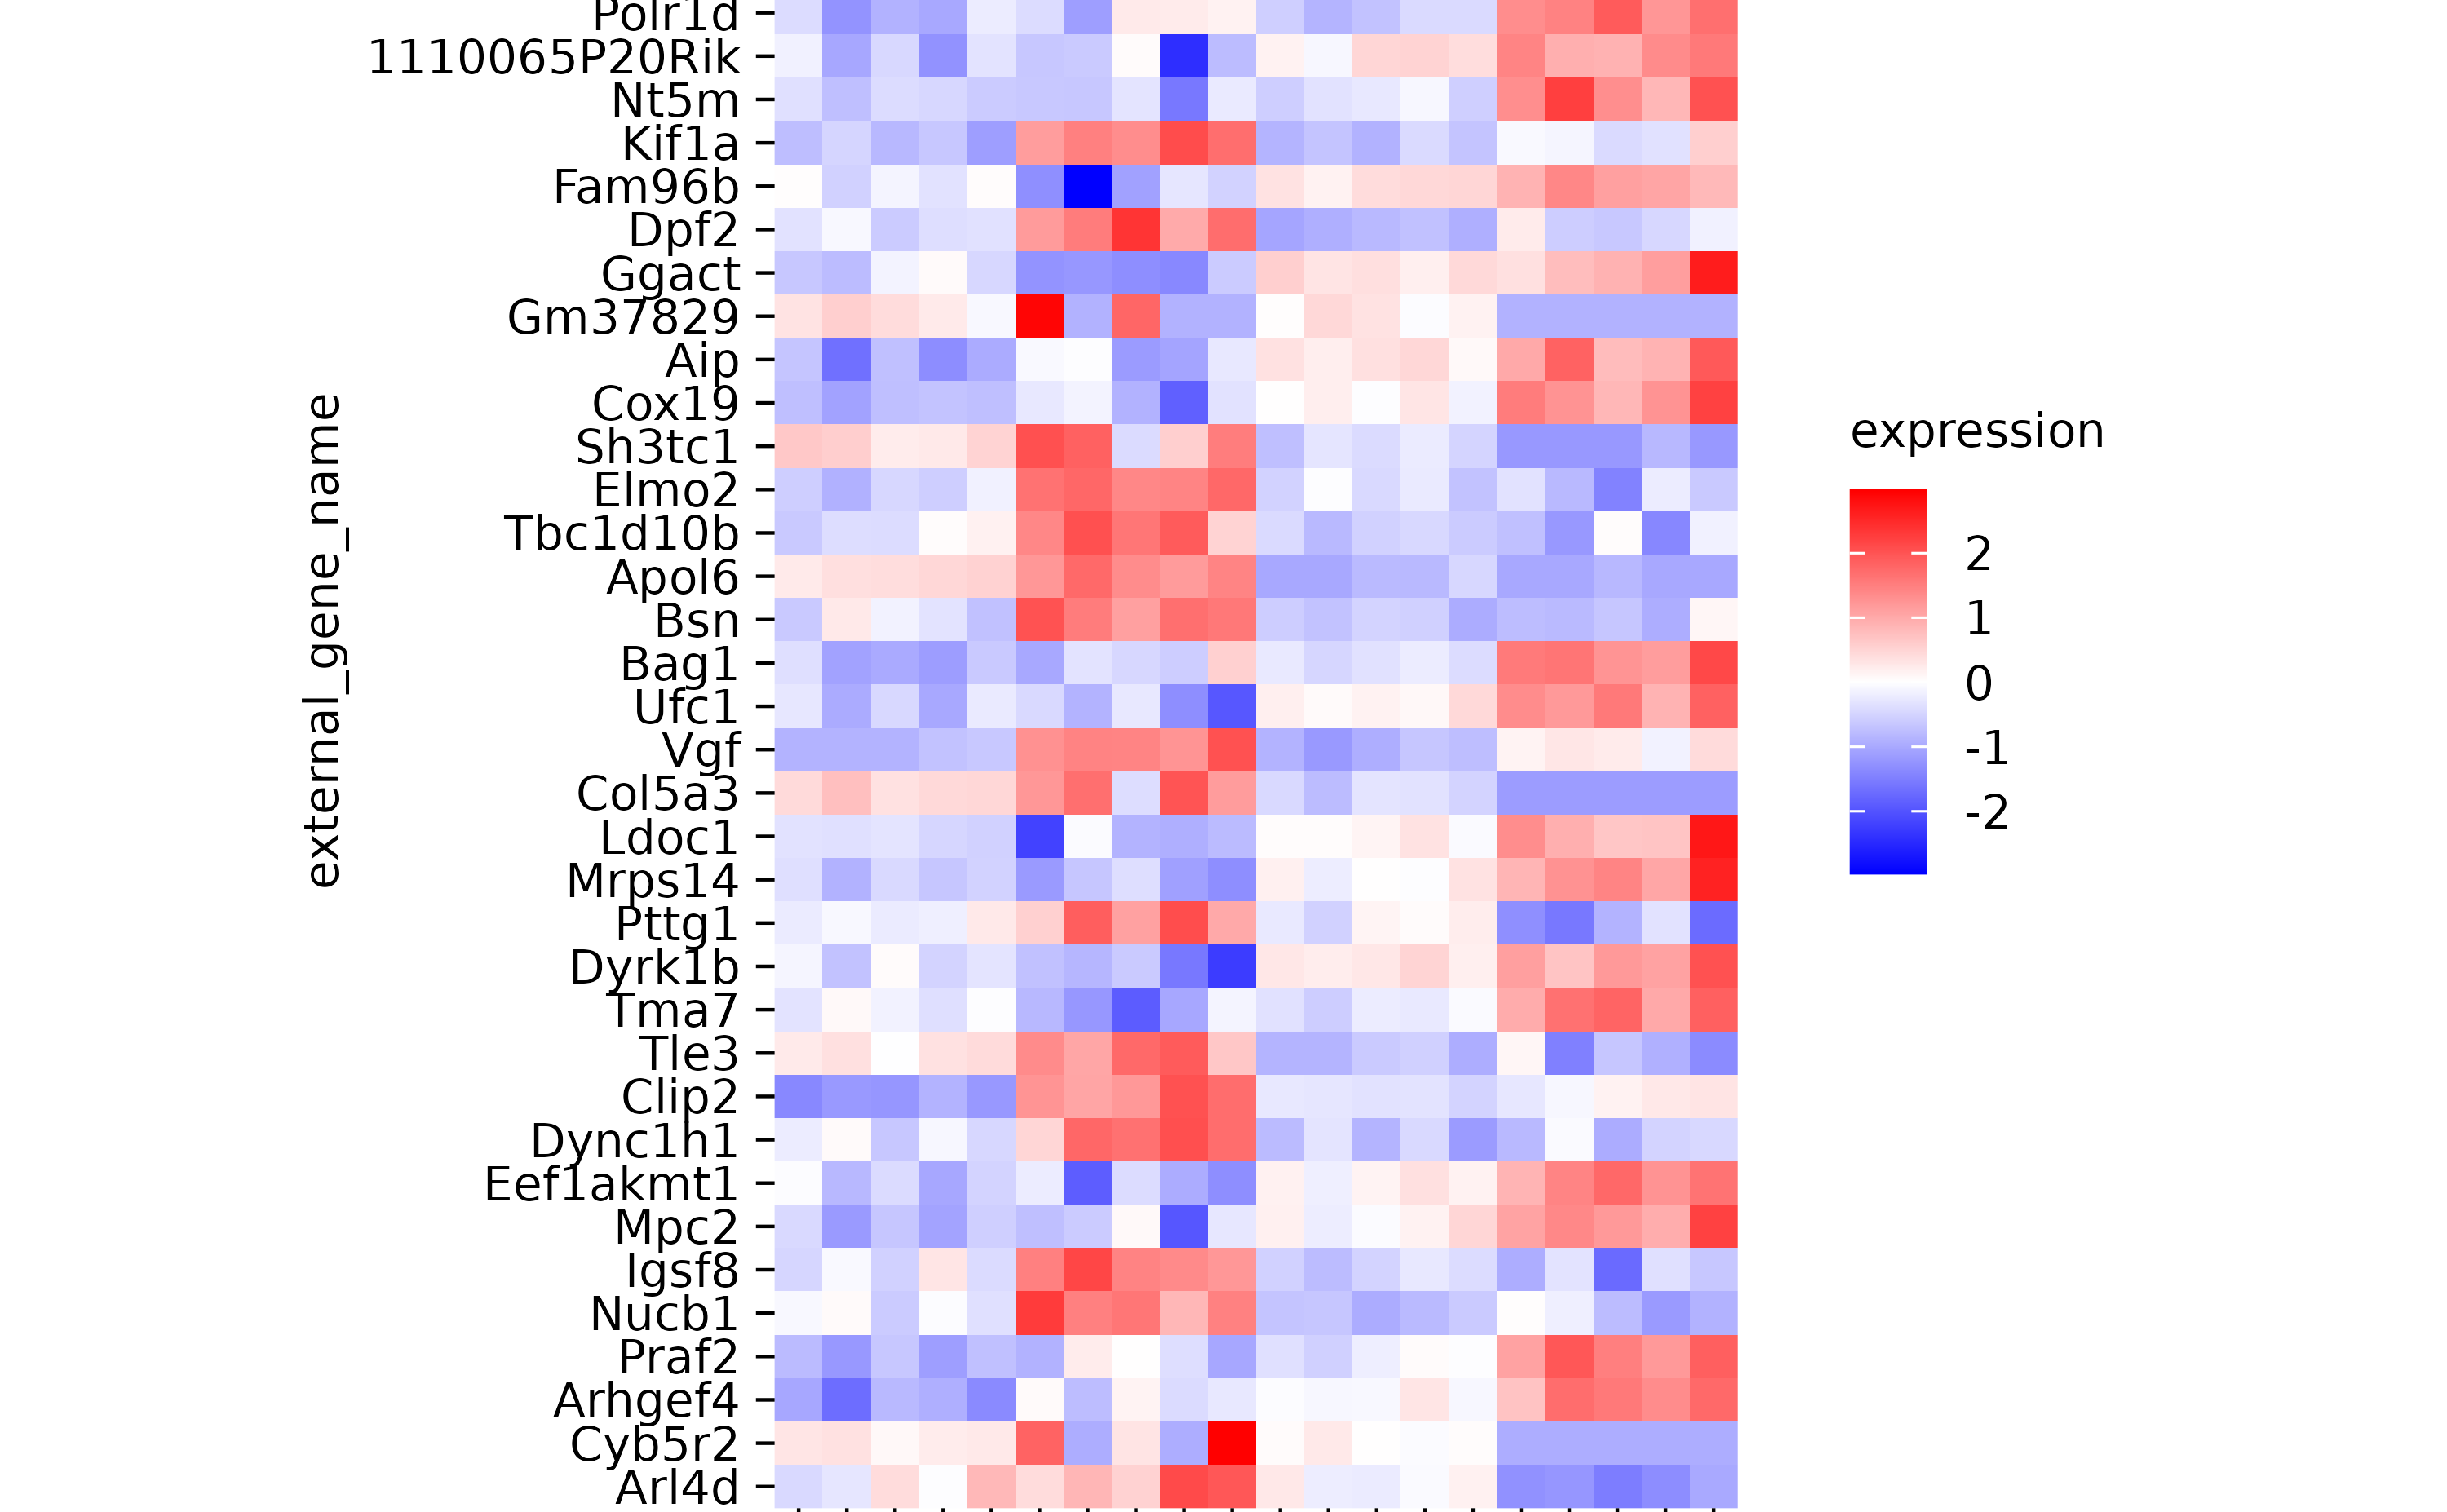 Polr1d
1110065P20Rik
Nt5m
Kif1a
Fam96b
Dpf2
Ggact
Gm37829
Aip
Cox19
Sh3tc1
Elmo2
Tbc1d10b
Apol6
Bsn
Bag1
Ufc1
Vgf
Col5a3
Ldoc1
Mrps14
Pttg1
Dyrk1b
Tma7
Tle3
Clip2
Dync1h1
Eef1akmt1
Mpc2
Igsf8
Nucb1
Praf2
Arhgef4
Cyb5r2
Arl4d
external_gene_name
expression
2
1
0
-1
-2